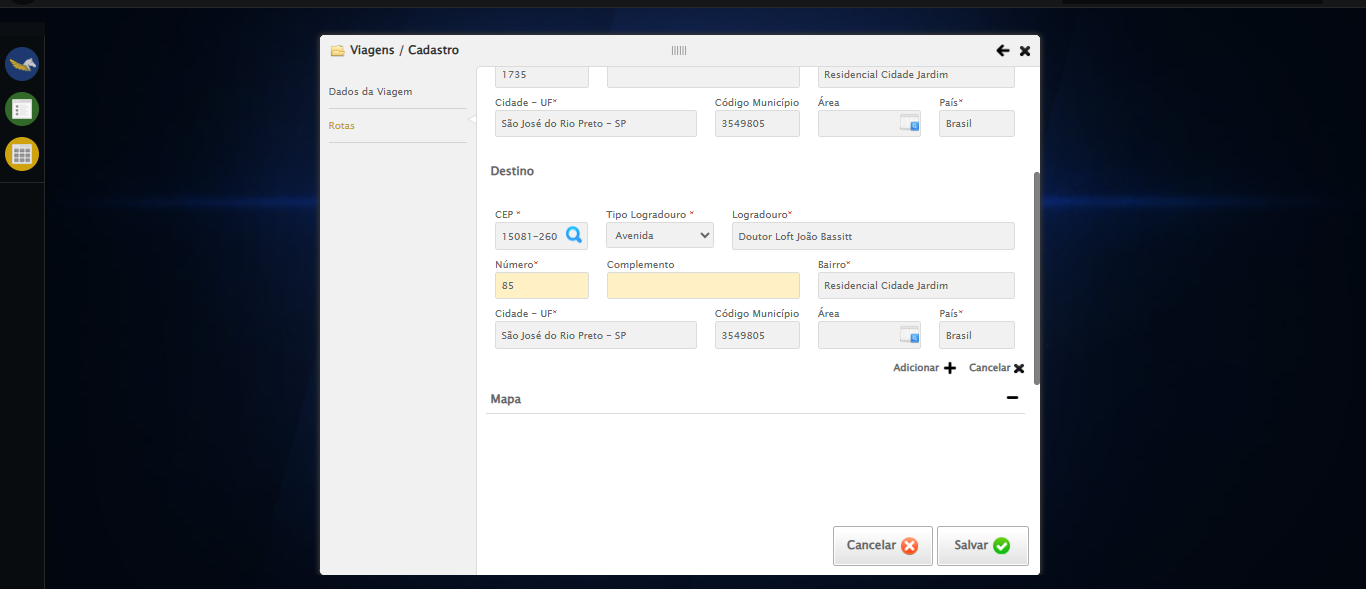 Viagens / Cadastro
Dados da Viagem
Rotas
1735
Residencial Cidade Jardim
Cidade - UF* Código Município Área País*
São José do Rio Preto - SP 3549805 Brasil
Destino
CEP * Tipo Logradouro * Logradouro*
15081-260 Avenida Doutor Loft João Bassitt
Número* Complemento Bairro*
85 Residencial Cidade Jardim
Cidade - UF* Código Município Área País*
São José do Rio Preto - SP 3549805 Brasil
Adicionar Cancelar
Mapa
Cancelar Salvar